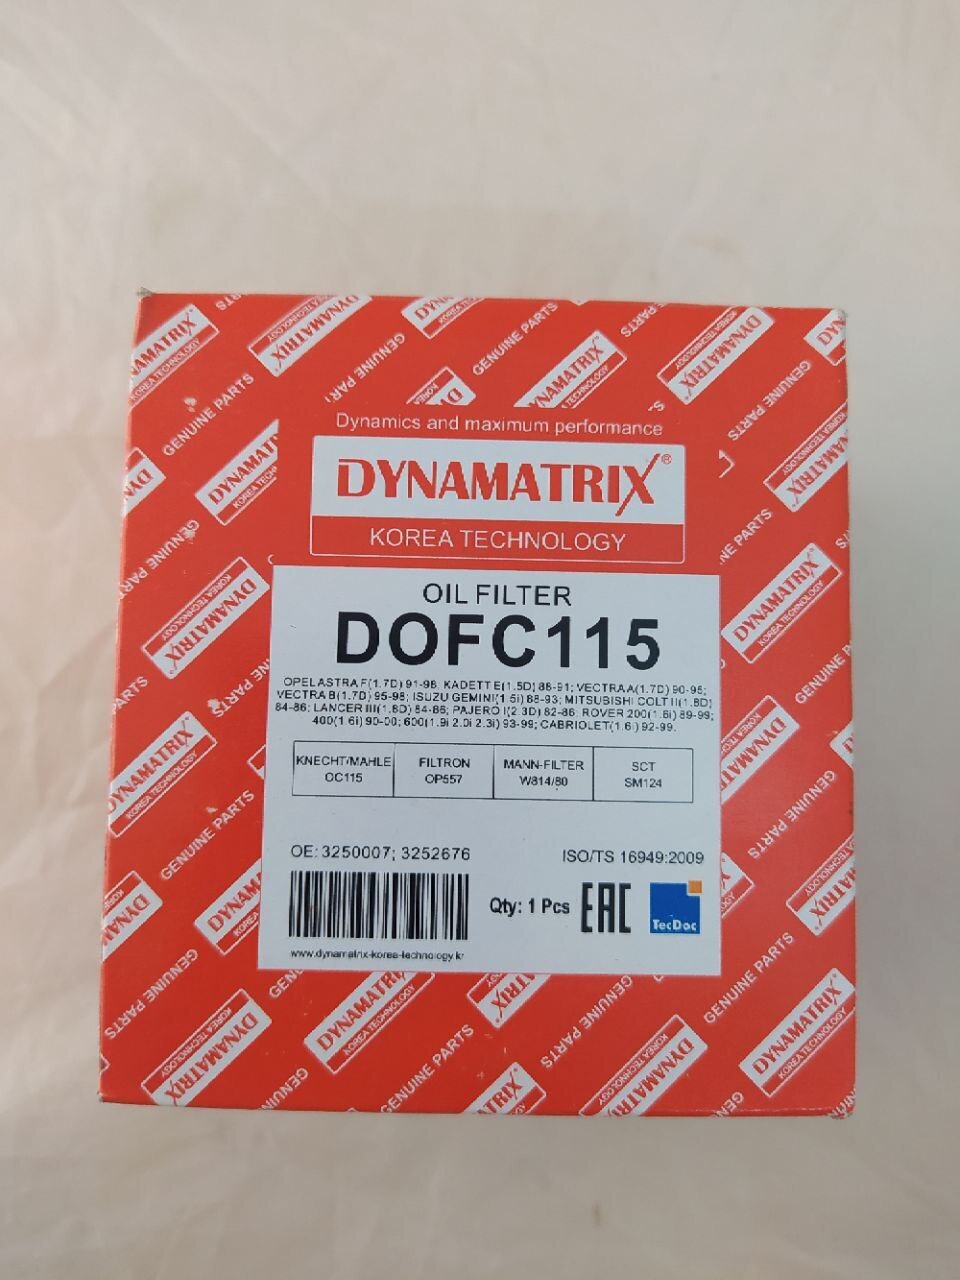 Dynamics and maximum performance
DYNAMATRIX®
KOREA TECHNOLOGY
OIL FILTER
DOFC115
OPEL ASTRA F(1.7D) 91-98; KADETT E(1.5D) 88-91; VECTRA A(1.7D) 90-95;
VECTRA B(1.7D) 95-98; ISUZU GEMINI(1.5i) 88-93; MITSUBISHI COLT II(1.8D)
84-86; LANCER III(1.8D) 84-86; PAJERO I(2.3D) 82-86; ROVER 200(1.6i) 89-99;
400(1.6i) 90-00; 600(1.9i 2.0i 2.3i) 93-99; CABRIOLET(1.6i) 92-99.
KNECHT/MAHLE
OC115
FILTRON
OP557
MANN-FILTER
W814/80
SCT
SM124
OE: 3250007; 3252676
ISO/TS 16949:2009
Qty: 1 Pcs
EAC
TecDoc
www.dynamatrix-korea-technology.kr
GENUINE PARTS
DYNAMATRIX
KOREA TECHNOLOGY